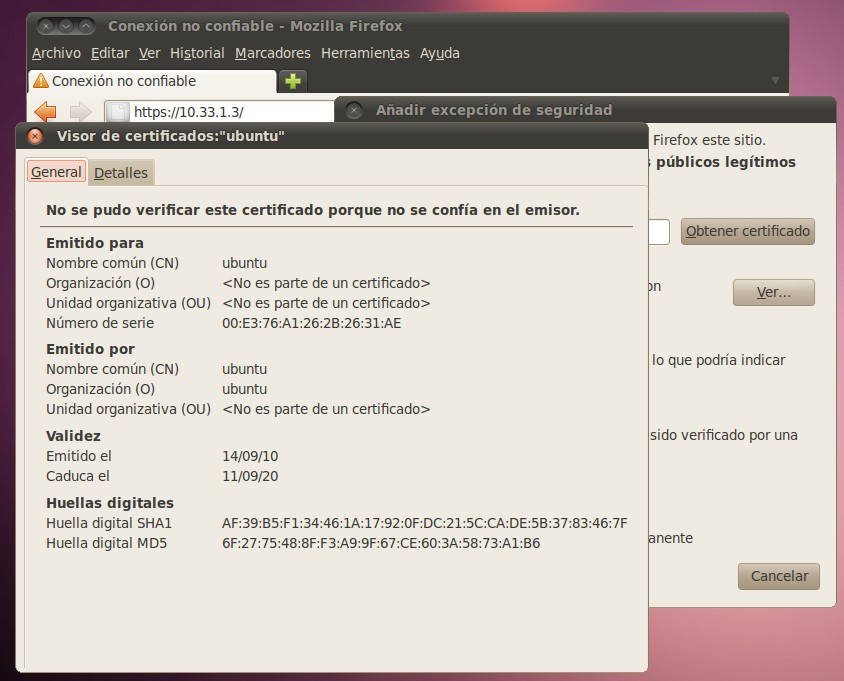 Conexión no confiable - Mozilla Firefox
Archivo Editar Ver Historial Marcadores Herramientas Ayuda
Conexión no confiable
https://10.33.1.3/
Añadir excepción de seguridad
Visor de certificados:"ubuntu"
Firefox este sitio.
públicos legítimos
General Detalles
No se pudo verificar este certificado porque no se confía en el emisor.
Obtener certificado
Emitido para
Nombre común (CN) ubuntu
Organización (O) <No es parte de un certificado>
Ver...
Unidad organizativa (OU) <No es parte de un certificado>
Número de serie 00:E3:76:A1:26:2B:26:31:AE
Emitido por
lo que podría indicar
Nombre común (CN) ubuntu
Organización (O) ubuntu
Unidad organizativa (OU) <No es parte de un certificado>
Validez
sido verificado por una
Emitido el 14/09/10
Caduca el 11/09/20
Huellas digitales
Huella digital SHA1 AF:39:B5:F1:34:46:1A:17:92:0F:DC:21:5C:CA:DE:5B:37:83:46:7F
Huella digital MD5 6F:27:75:48:8F:F3:A9:9F:67:CE:60:3A:58:73:A1:B6
anente
Cancelar